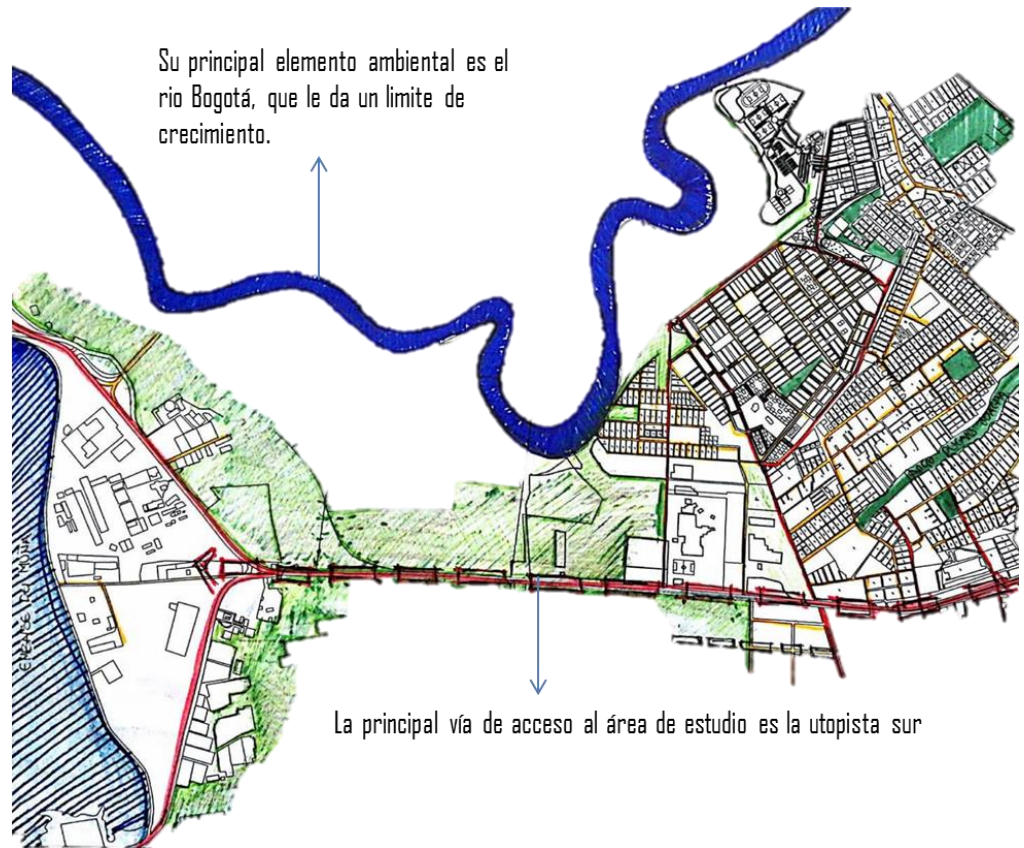 Su principal elemento ambiental es el
rio Bogotá, que le da un limite de
crecimiento.
La principal vía de acceso al área de estudio es la utopista sur